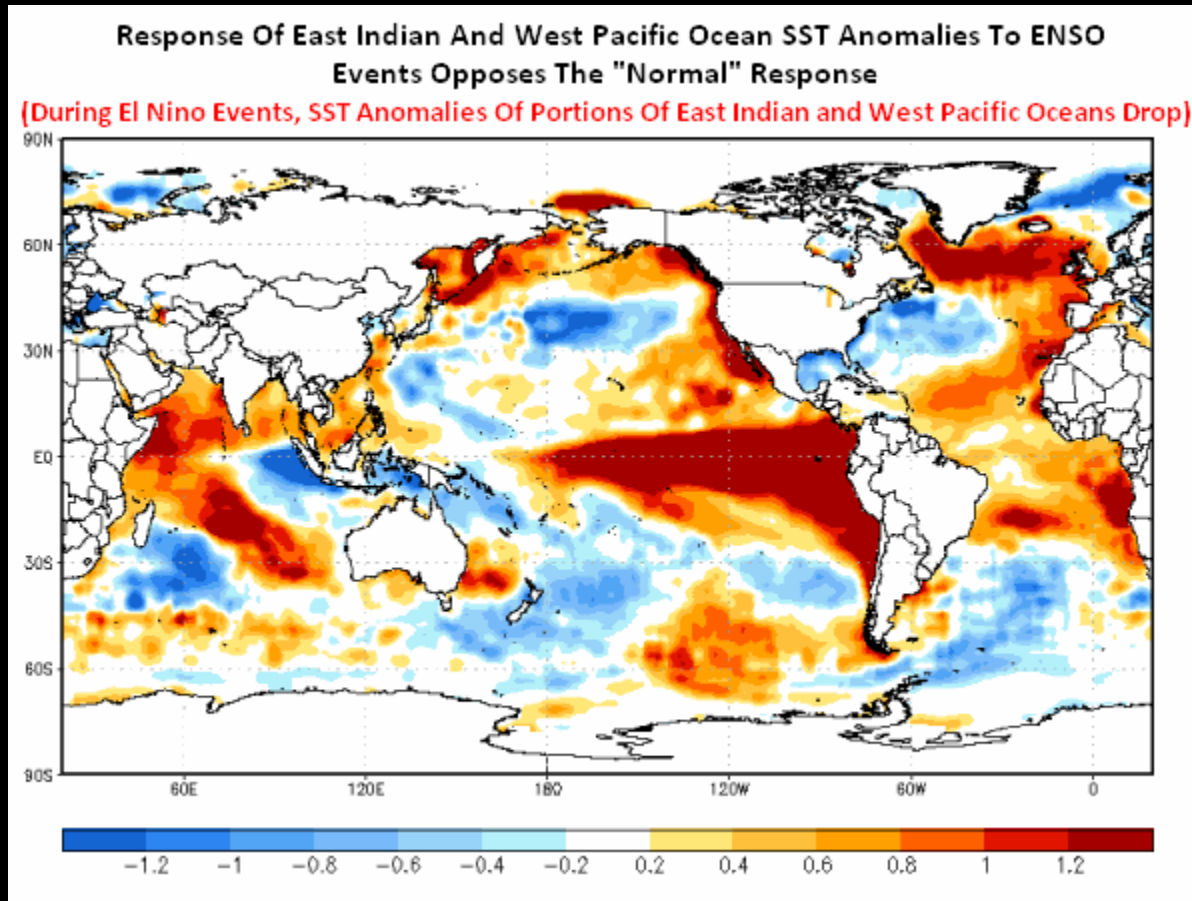 Response Of East Indian And West Pacific Ocean SST Anomalies To ENSO
Events Opposes The "Normal" Response
(During El Nino Events, SST Anomalies Of Portions Of East Indian and West Pacific Oceans Drop)
90N
60N
30N
EQ
30S
60S
90S
60E 120E 180 120W 60W 0
-1.2 -1 -0.8 -0.6 -0.4 -0.2 0.2 0.4 0.6 0.8 1 1.2